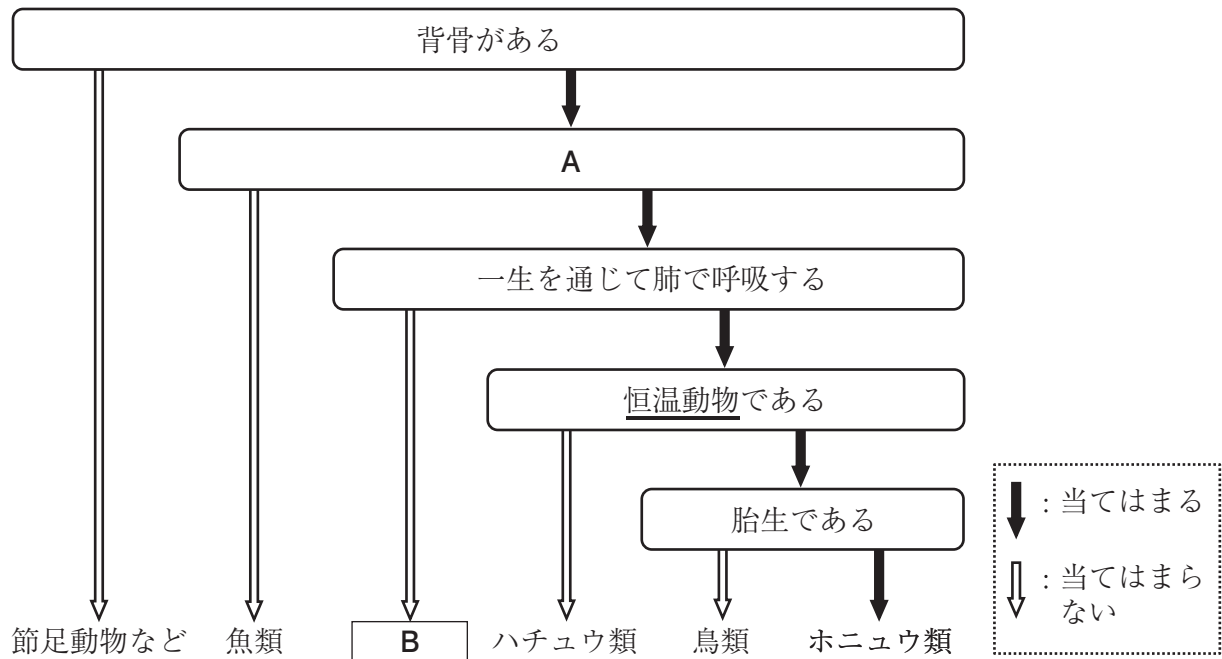 背骨がある
A
一生を通じて肺で呼吸する
恒温動物である
胎生である
節足動物など
魚類
B
ハチュウ類
鳥類
ホニュウ類
：当てはまる
：当てはまら
ない